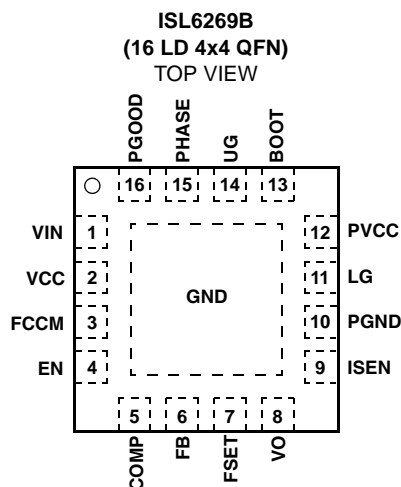 ISL6269B
(16 LD 4x4 QFN)
TOP VIEW
PGOOD
PHASE
UG
BOOT
16
15
14
13
VIN 1
VCC 2
FCCM 3
EN 4
GND
12 PVCC
11 LG
10 PGND
9 ISEN
5
6
7
8
COMP
FB
FSET
VO